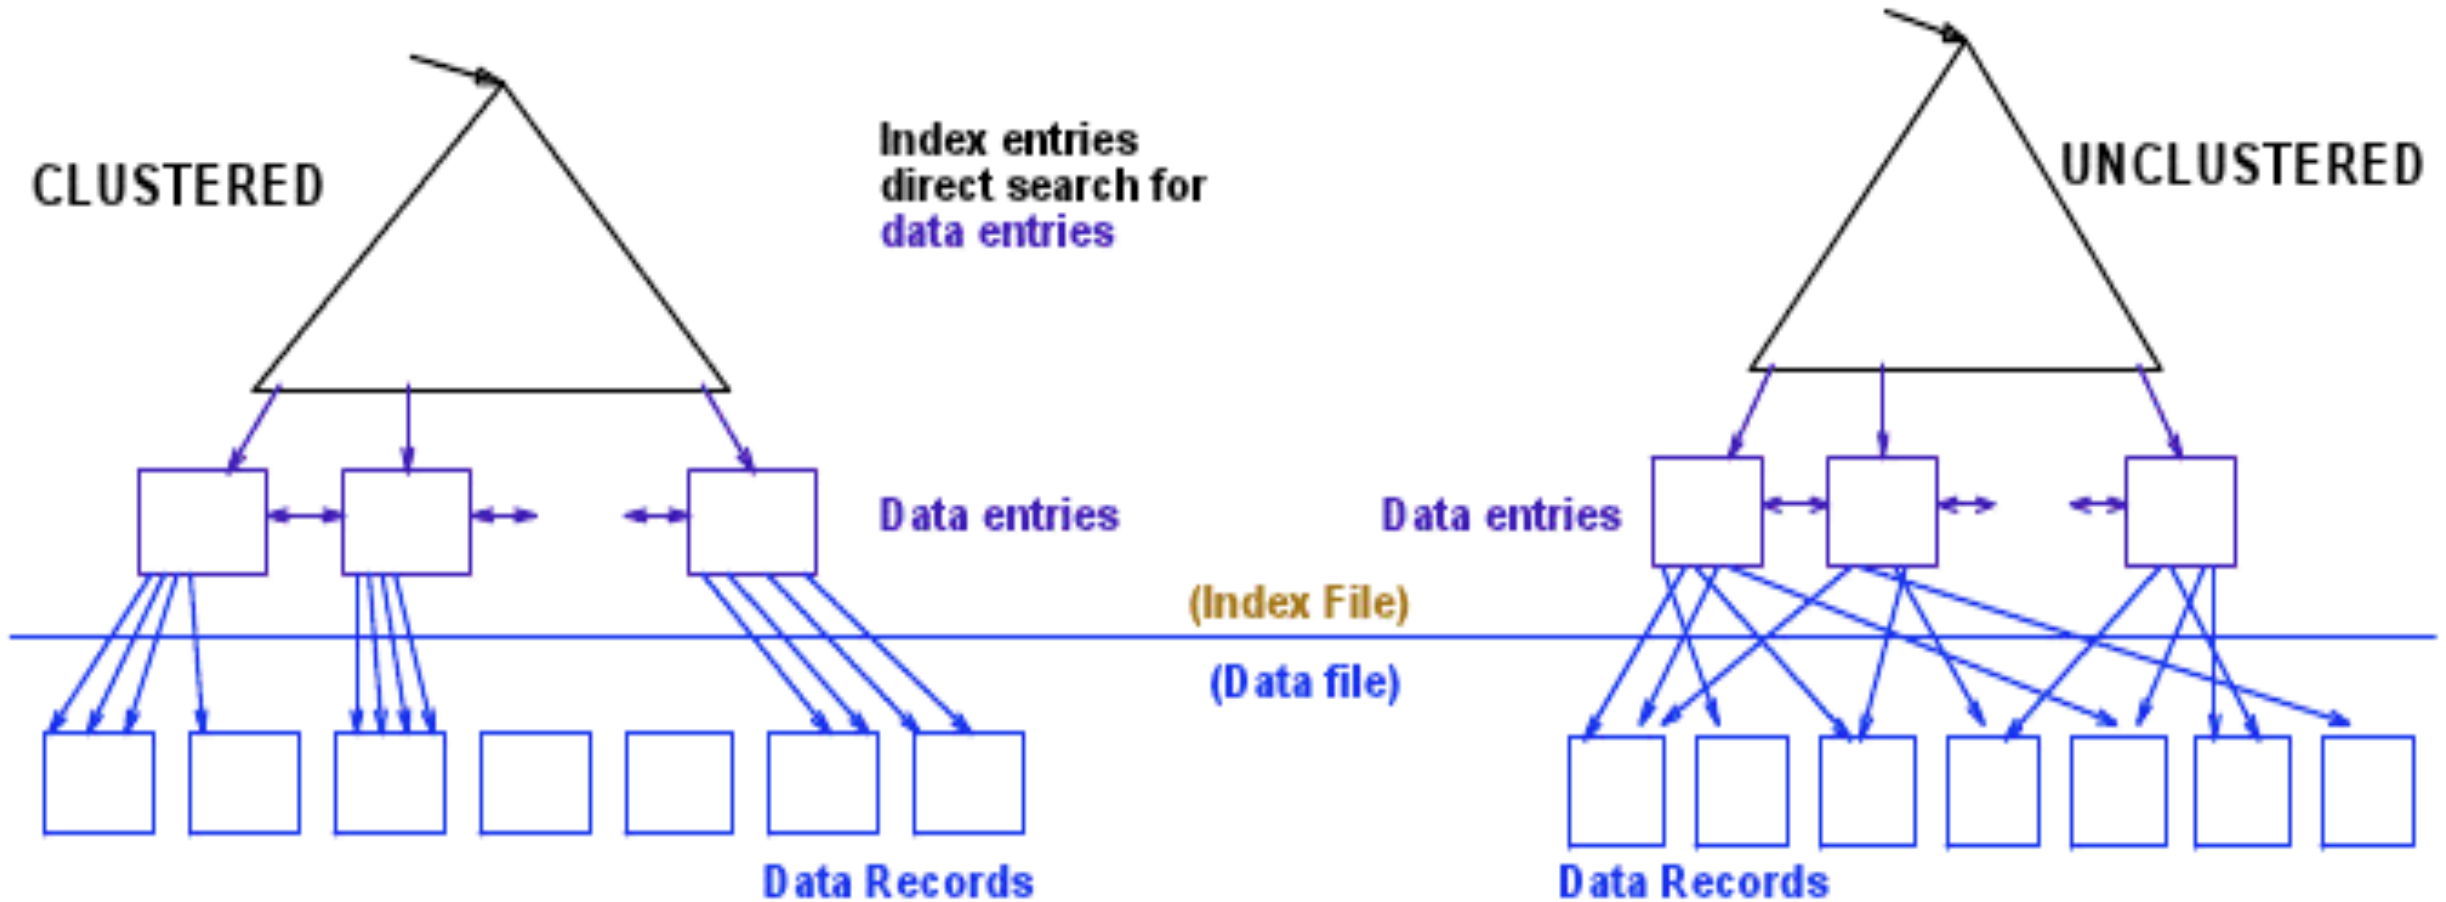 CLUSTERED
Index entries
direct search for
data entries
UNCLUSTERED
Data entries
Data entries
(Index File)
(Data file)
Data Records
Data Records